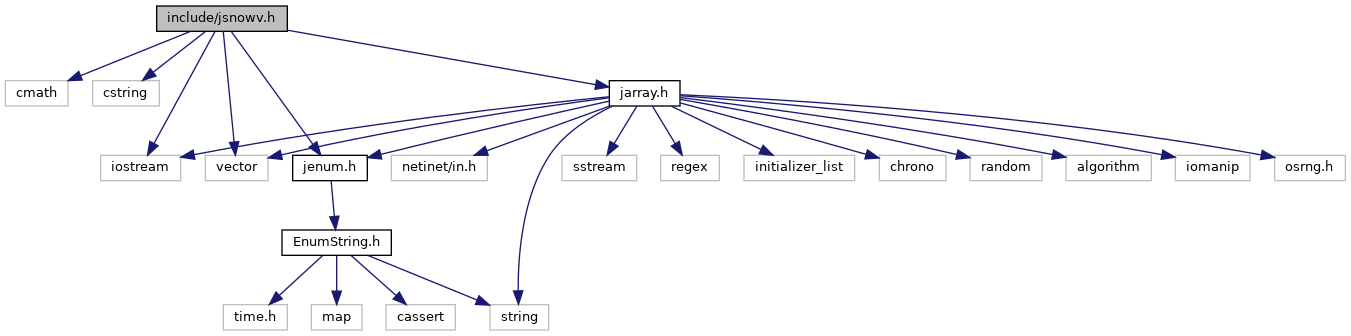 include/jsnowv.h
cmath
cstring
jarray.h
iostream
vector
jenum.h
netinet/in.h
sstream
regex
initializer_list
chrono
random
algorithm
iomanip
osrng.h
EnumString.h
time.h
map
cassert
string